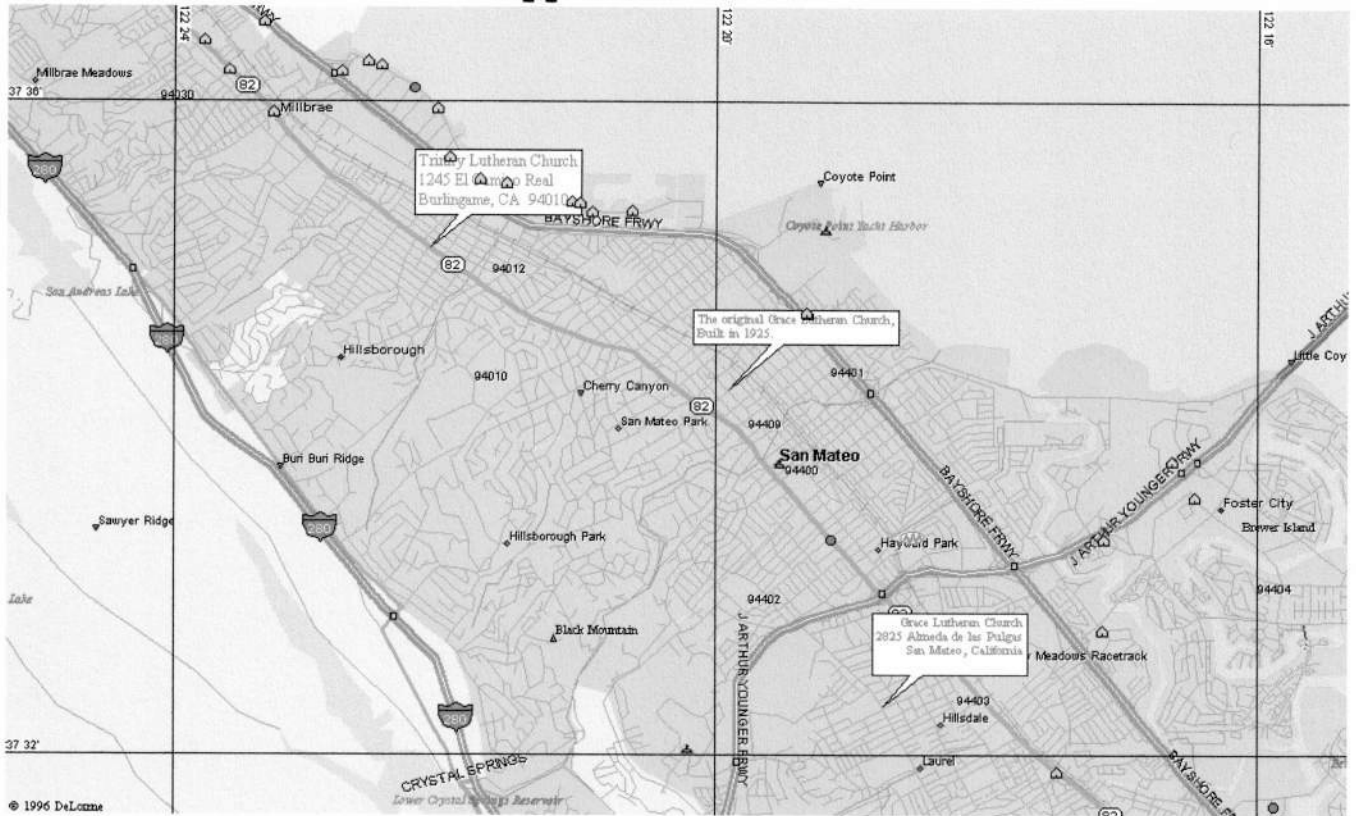 122 24'
122 20'
122 16'
FRWY
Millbrae Meadows
82
37 36'
94030
Millbrae
280
Trinity Lutheran Church
1245 El Camino Real
Burlingame, CA 94010
Coyote Point
BAYSHORE FRWY
Coyote Point Yacht Harbor
82
94012
San Andreas Lake
The original Grace Lutheran Church,
Built in 1925.
J ARTHU
Hillsborough
Little Coy
94010
94401
Cherry Canyon
82
San Mateo Park
94409
San Mateo
94400
Buri Buri Ridge
BAYSHORE FRWY
J ARTHUR YOUNGER FRWY
Foster City
Brewer Island
Sawyer Ridge
280
Hillsborough Park
Hayward Park
94404
Lake
94402
Grace Lutheran Church
2825 Almeda de las Pulgas
San Mateo, California
Black Mountain
J ARTHUR YOUNGER FRWY
Meadows Racetrack
94403
280
Hillsdale
37 32'
Laurel
BAYSHORE FRWY
CRYSTAL SPRINGS
Lower Crystal Springs Reservoir
© 1996 DeLorme
82